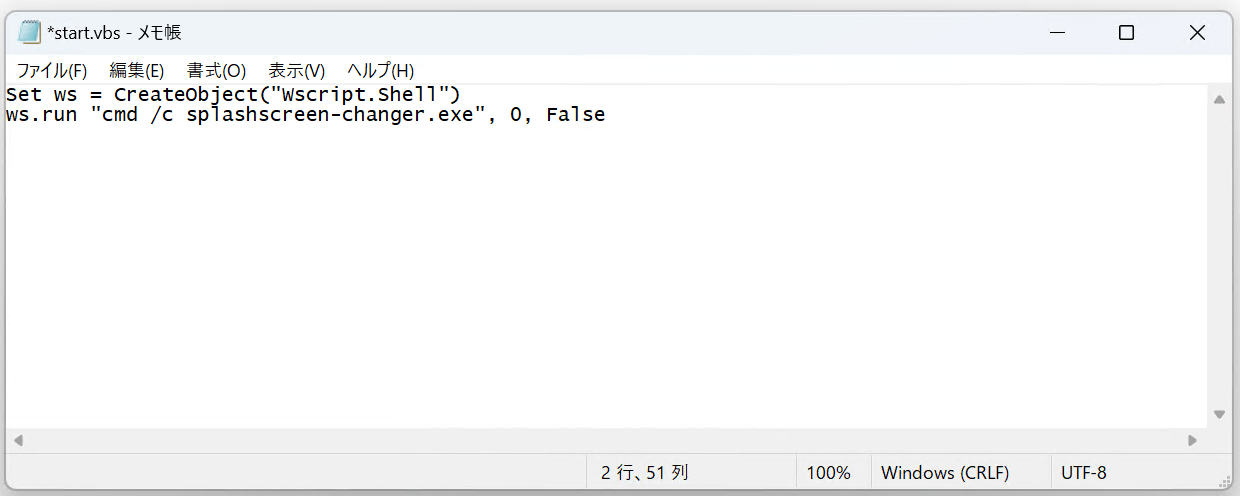 *start.vbs - メモ帳
ファイル(F) 編集(E) 書式(O) 表示(V) ヘルプ(H)
Set ws = CreateObject("Wscript.Shell")
ws.run "cmd /c splashscreen-changer.exe", 0, False
2 行、51 列 100% Windows (CRLF) UTF-8